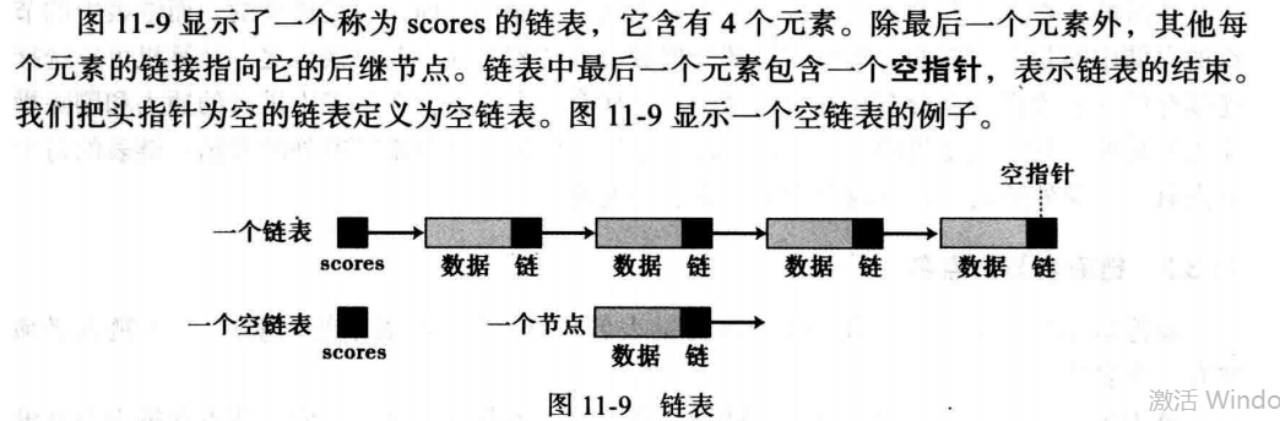 图 11-9 显示了一个称为 scores 的链表，它含有 4 个元素。除最后一个元素外，其他每
个元素的链接指向它的后继节点。链表中最后一个元素包含一个空指针，表示链表的结束。
我们把头指针为空的链表定义为空链表。图 11-9 显示一个空链表的例子。
空指针
一个链表
scores 数据 链 数据 链 数据 链 数据 链
一个空链表 一个节点
scores 数据 链
图 11-9 链表
激活 Windo